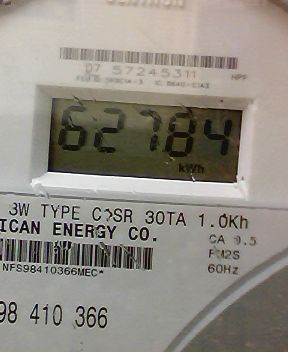 07 57245311
62784
kWh
3W TYPE C>SR 30TA 1.0Kh
ICAN ENERGY CO.
CA 0.5
FM2S
60Hz
NFS98410366MEC*
98 410 366